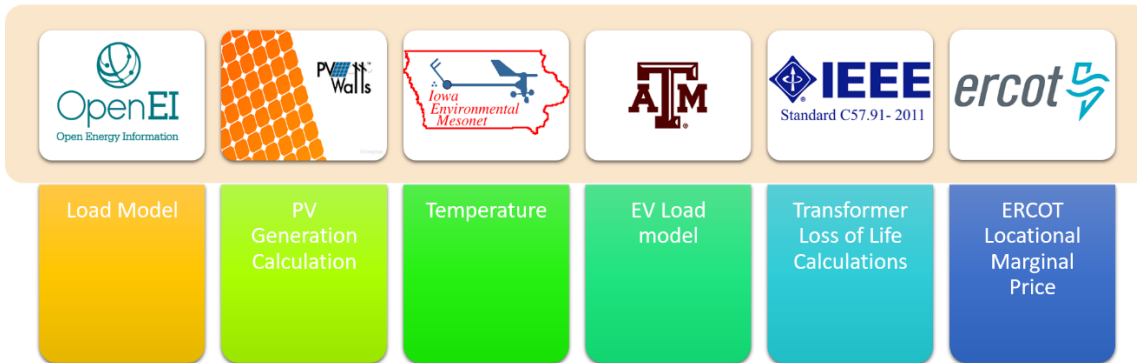 OpenEI
Open Energy Information
PV
Watts
Iowa
Environmental
Mesonet
ATM
IEEE
Standard C57.91- 2011
ercot
Load Model
PV
Generation
Calculation
Temperature
EV Load
model
Transformer
Loss of Life
Calculations
ERCOT
Locational
Marginal
Price